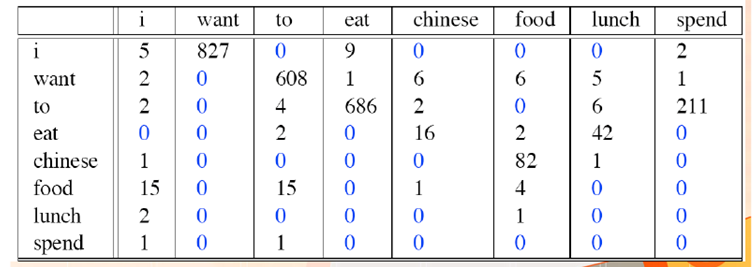 i want to eat chinese food lunch spend
i 5 827 0 9 0 0 0 2
want 2 0 608 1 6 6 5 1
to 2 0 4 686 2 0 6 211
eat 0 0 2 0 16 2 42 0
chinese 1 0 0 0 0 82 1 0
food 15 0 15 0 1 4 0 0
lunch 2 0 0 0 0 1 0 0
spend 1 0 1 0 0 0 0 0